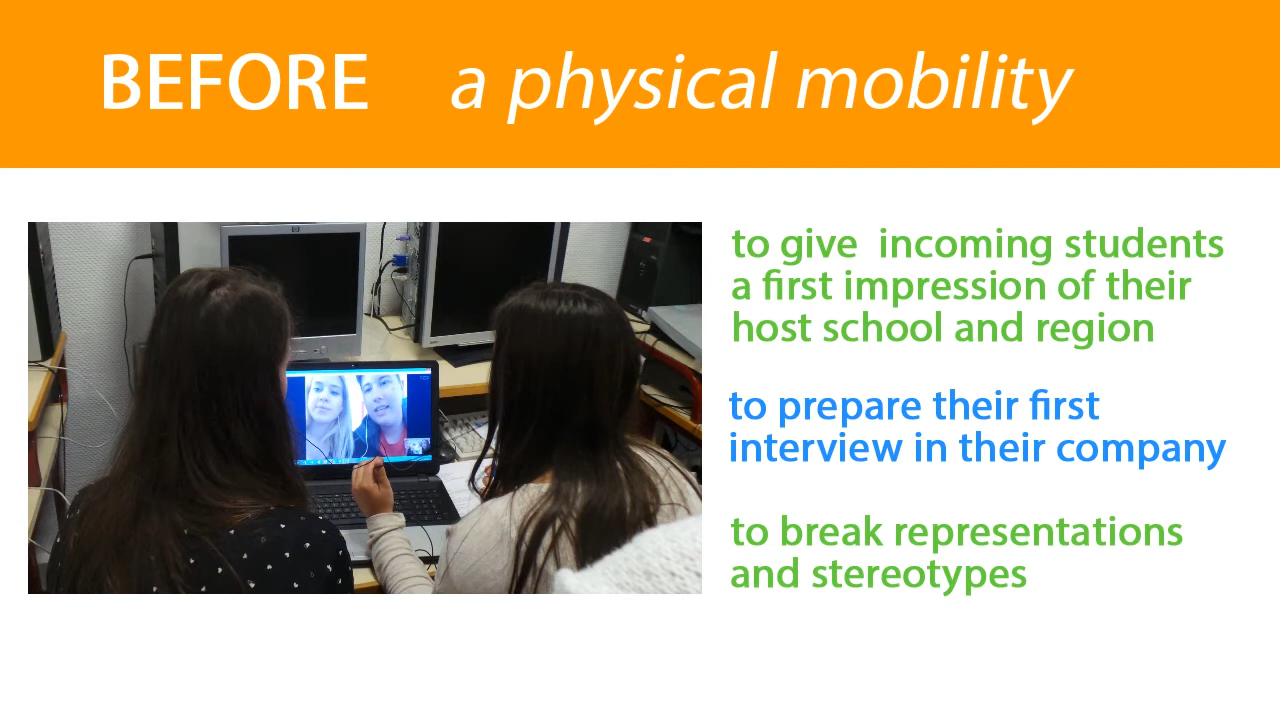 BEFORE a physical mobility
to give incoming students
a first impression of their
host school and region
to prepare their first
interview in their company
to break representations
and stereotypes